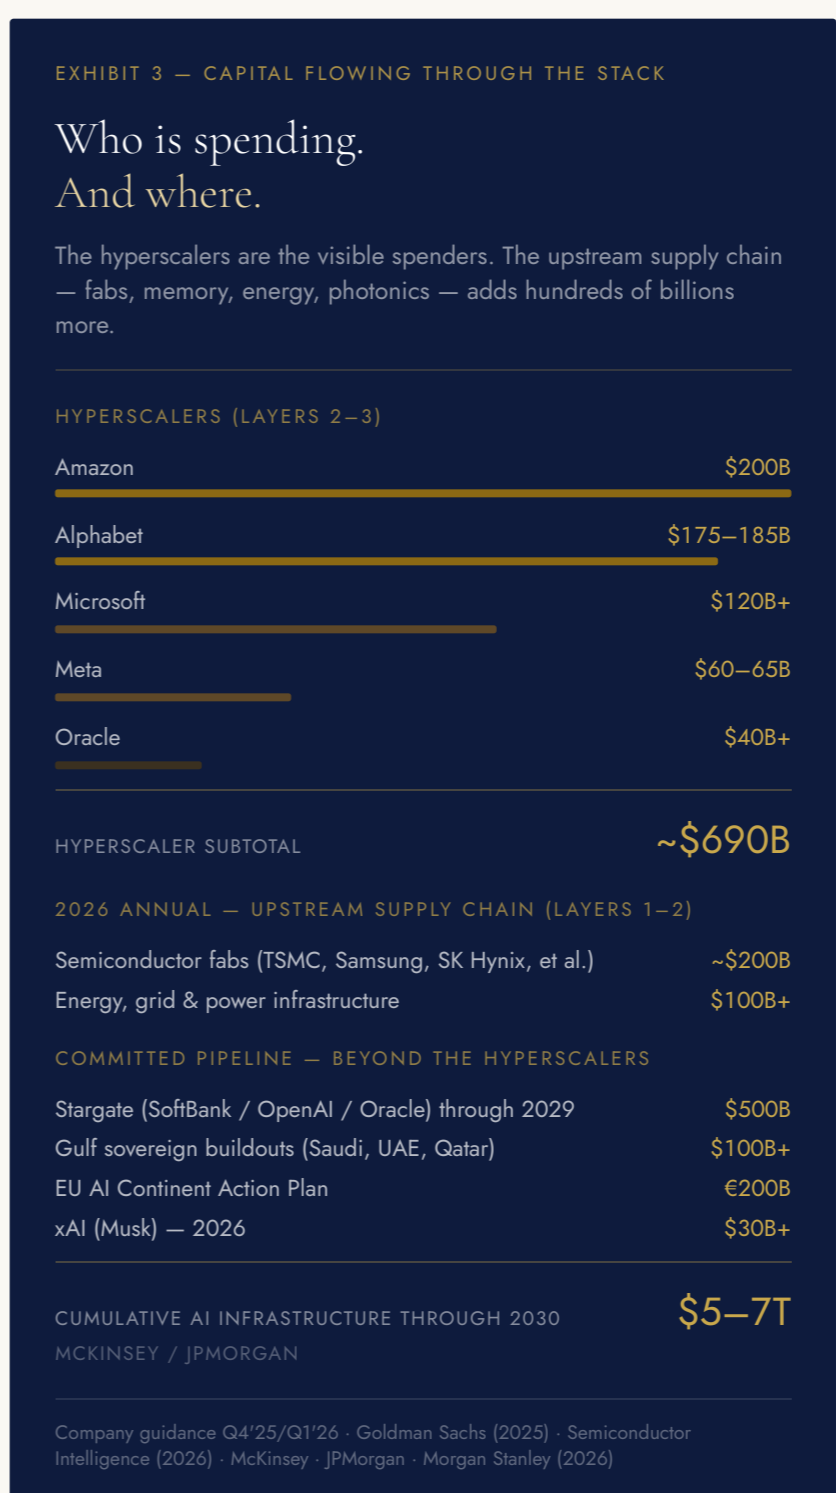 EXHIBIT 3 — CAPITAL FLOWING THROUGH THE STACK
Who is spending.
And where.
The hyperscalers are the visible spenders. The upstream supply chain
— fabs, memory, energy, photonics — adds hundreds of billions
more.
HYPERSCALERS (LAYERS 2–3)
Amazon $200B
Alphabet $175–185B
Microsoft $120B+
Meta $60–65B
Oracle $40B+
HYPERSCALER SUBTOTAL ~$690B
2026 ANNUAL — UPSTREAM SUPPLY CHAIN (LAYERS 1–2)
Semiconductor fabs (TSMC, Samsung, SK Hynix, et al.) ~$200B
Energy, grid & power infrastructure $100B+
COMMITTED PIPELINE — BEYOND THE HYPERSCALERS
Stargate (SoftBank / OpenAI / Oracle) through 2029 $500B
Gulf sovereign buildouts (Saudi, UAE, Qatar) $100B+
EU AI Continent Action Plan €200B
xAI (Musk) — 2026 $30B+
CUMULATIVE AI INFRASTRUCTURE THROUGH 2030 $5–7T
MCKINSEY / JPMORGAN
Company guidance Q4'25/Q1'26 · Goldman Sachs (2025) · Semiconductor
Intelligence (2026) · McKinsey · JPMorgan · Morgan Stanley (2026)